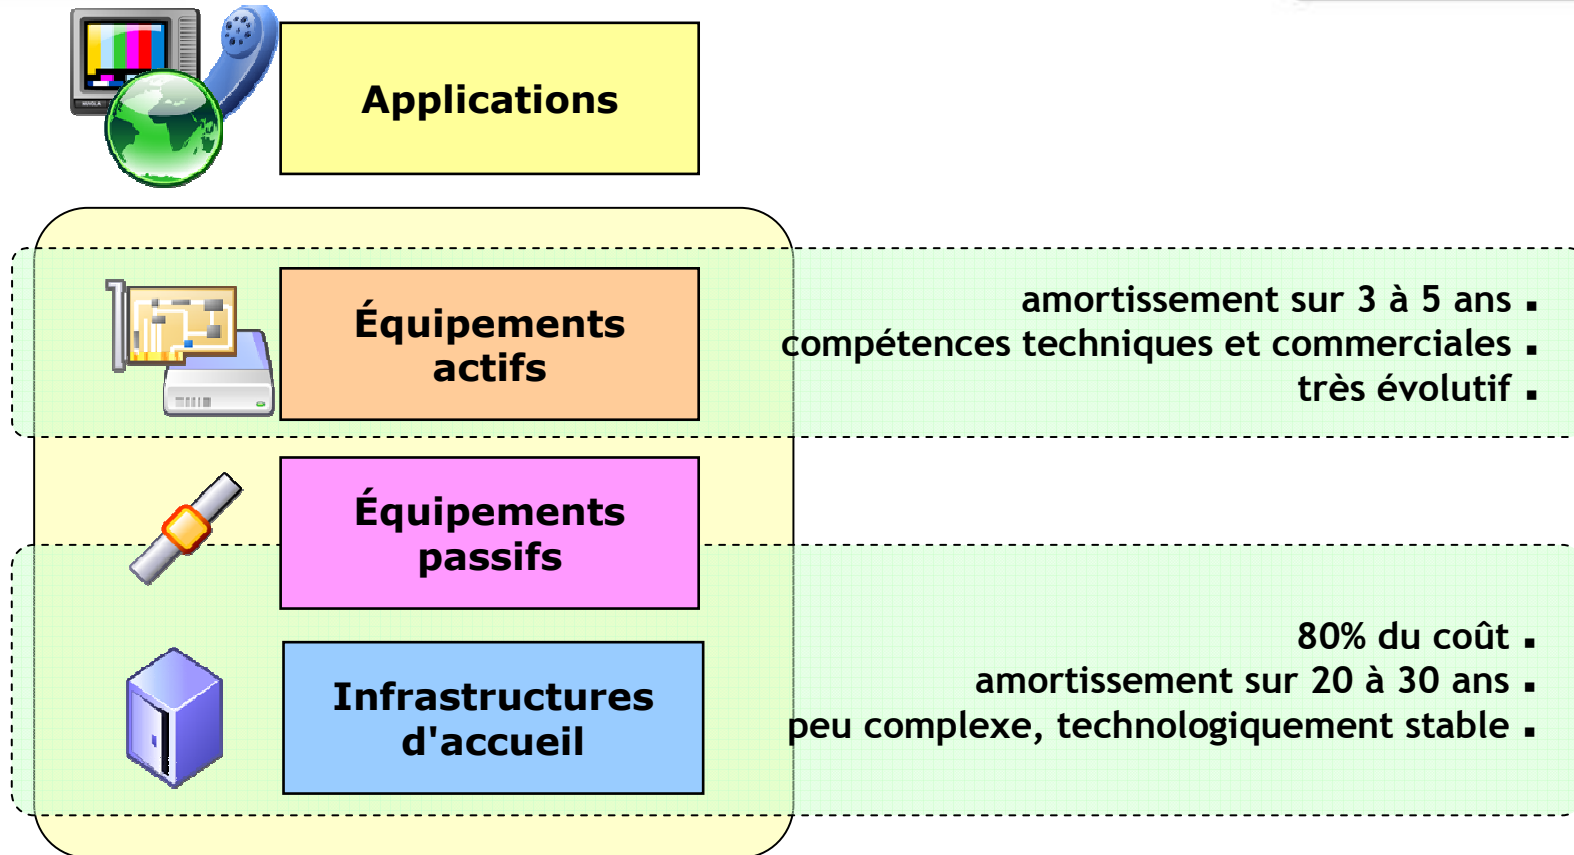 Applications
Équipements
actifs
amortissement sur 3 à 5 ans ▪
compétences techniques et commerciales ▪
très évolutif ▪
Équipements
passifs
Infrastructures
d'accueil
80% du coût ▪
amortissement sur 20 à 30 ans ▪
peu complexe, technologiquement stable ▪